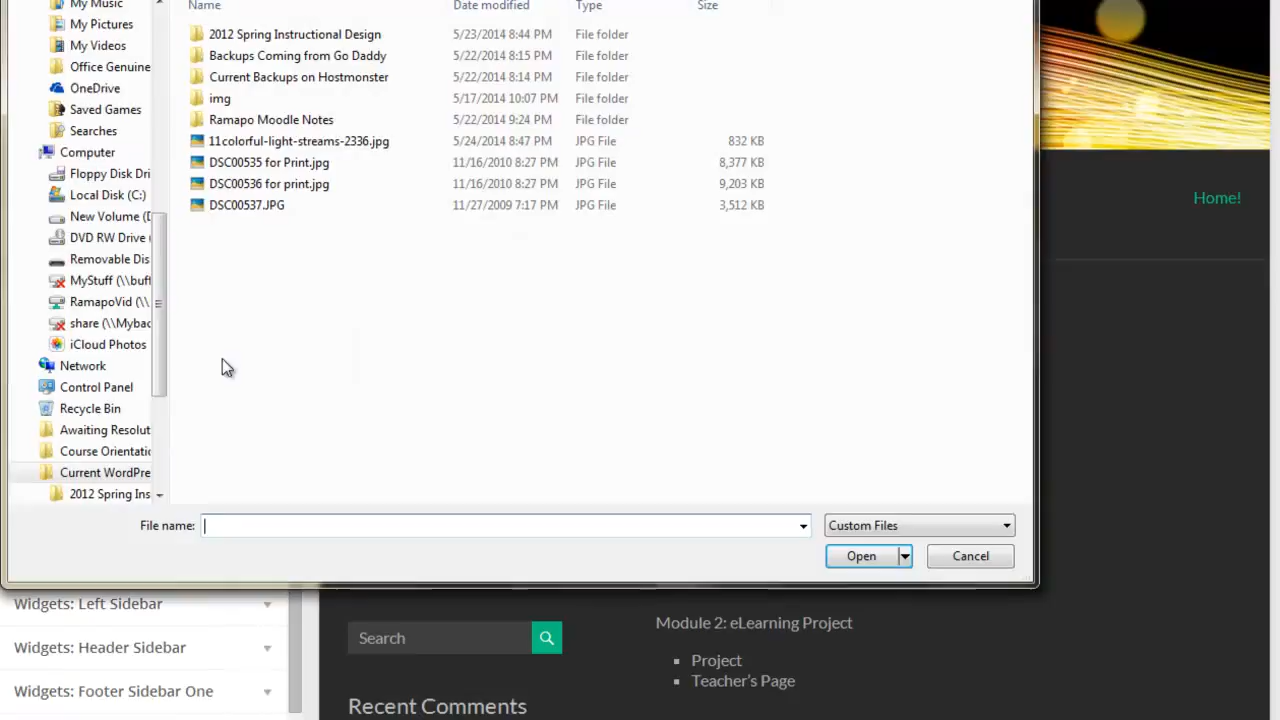 My Music
Name Date modified Type Size
My Pictures
2012 Spring Instructional Design 5/23/2014 8:44 PM File folder
My Videos
Backups Coming from Go Daddy 5/22/2014 8:15 PM File folder
Office Genuine
Current Backups on Hostmonster 5/22/2014 8:14 PM File folder
OneDrive
img 5/17/2014 10:07 PM File folder
Saved Games
Ramapo Moodle Notes 5/22/2014 9:24 PM File folder
Searches
11colorful-light-streams-2336.jpg 5/24/2014 8:47 PM JPG File 832 KB
Computer
DSC00535 for Print.jpg 11/16/2010 8:27 PM JPG File 8,377 KB
Floppy Disk Dri
DSC00536 for print.jpg 11/16/2010 8:27 PM JPG File 9,203 KB
Local Disk (C:)
DSC00537.JPG 11/27/2009 7:17 PM JPG File 3,512 KB
Home!
New Volume (D
DVD RW Drive (
Removable Dis
MyStuff (\\buff
RamapoVid (\\
share (\\Mybac
iCloud Photos
Network
Control Panel
Recycle Bin
Awaiting Resolut
Course Orientatio
Current WordPre
2012 Spring Ins
File name: Custom Files
Open Cancel
Widgets: Left Sidebar
Widgets: Header Sidebar
Widgets: Footer Sidebar One
Search
Recent Comments
Module 2: eLearning Project
Project
Teacher's Page